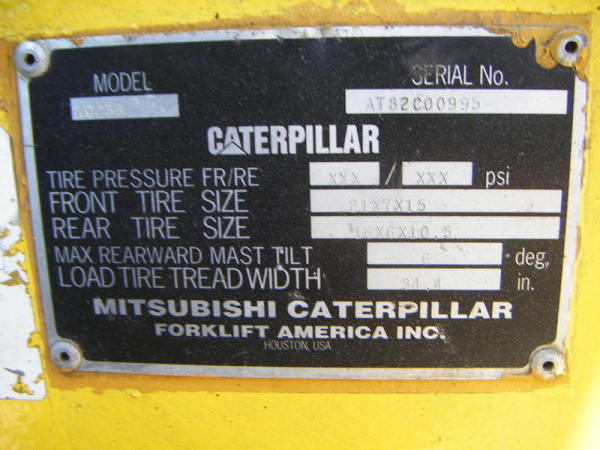 MODEL
SERIAL No.
AT82C00995
CATERPILLAR
TIRE PRESSURE FR/RE XXX / XXX psi
FRONT TIRE SIZE 21X7X15
REAR TIRE SIZE 16X6X10.5
MAX REARWARD MAST TILT 6 deg.
LOAD TIRE TREAD WIDTH 34.4 in.
MITSUBISHI CATERPILLAR
FORKLIFT AMERICA INC.
HOUSTON, USA